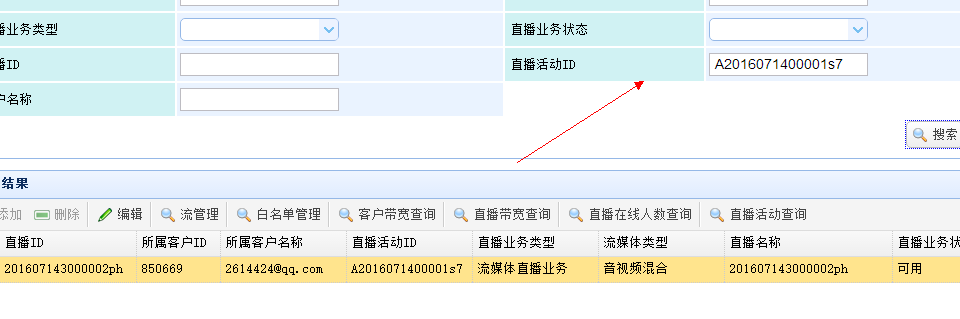 播业务类型 直播业务状态
播ID 直播活动ID A2016071400001s7
户名称
搜索
结果
添加 删除 编辑 流管理 白名单管理 客户带宽查询 直播带宽查询 直播在线人数查询 直播活动查询
直播ID 所属客户ID 所属客户名称 直播活动ID 直播业务类型 流媒体类型 直播名称 直播业务状
201607143000002ph 850669 2614424@qq.com A2016071400001s7 流媒体直播业务 音视频混合 201607143000002ph 可用